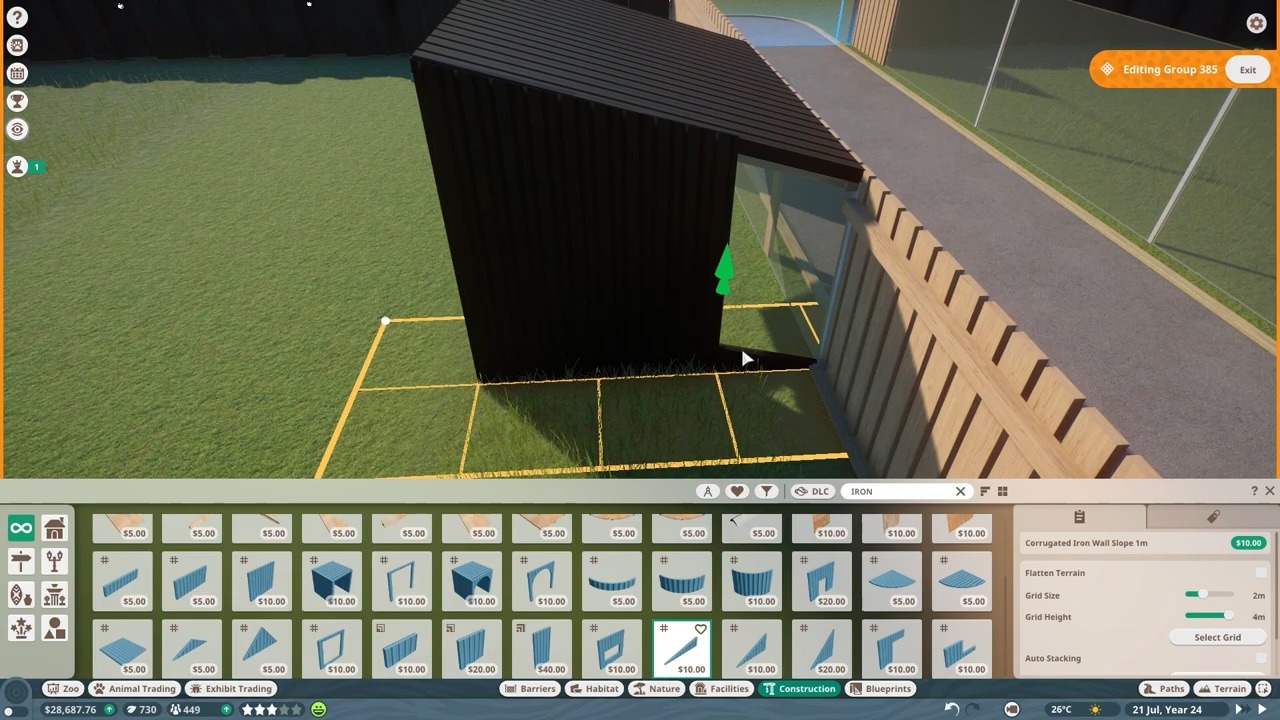 ?
Editing Group 385
Exit
1
DLC
IRON
?
$5.00 $5.00 $5.00 $5.00 $5.00 $5.00 $5.00 $5.00 $5.00 $5.00 $10.00 $10.00 $10.00
$5.00 $5.00 $10.00 $10.00 $10.00 $10.00 $10.00 $5.00 $5.00 $10.00 $20.00 $5.00 $5.00
$5.00 $5.00 $10.00 $10.00 $10.00 $20.00 $40.00 $10.00 $10.00 $10.00 $20.00 $10.00 $10.00
Corrugated Iron Wall Slope 1m $10.00
Flatten Terrain
Grid Size 2m
Grid Height 4m
Select Grid
Auto Stacking
Zoo Animal Trading Exhibit Trading Barriers Habitat Nature Facilities Construction Blueprints Paths Terrain
$28,687.76 730 449 26°C 21 Jul, Year 24